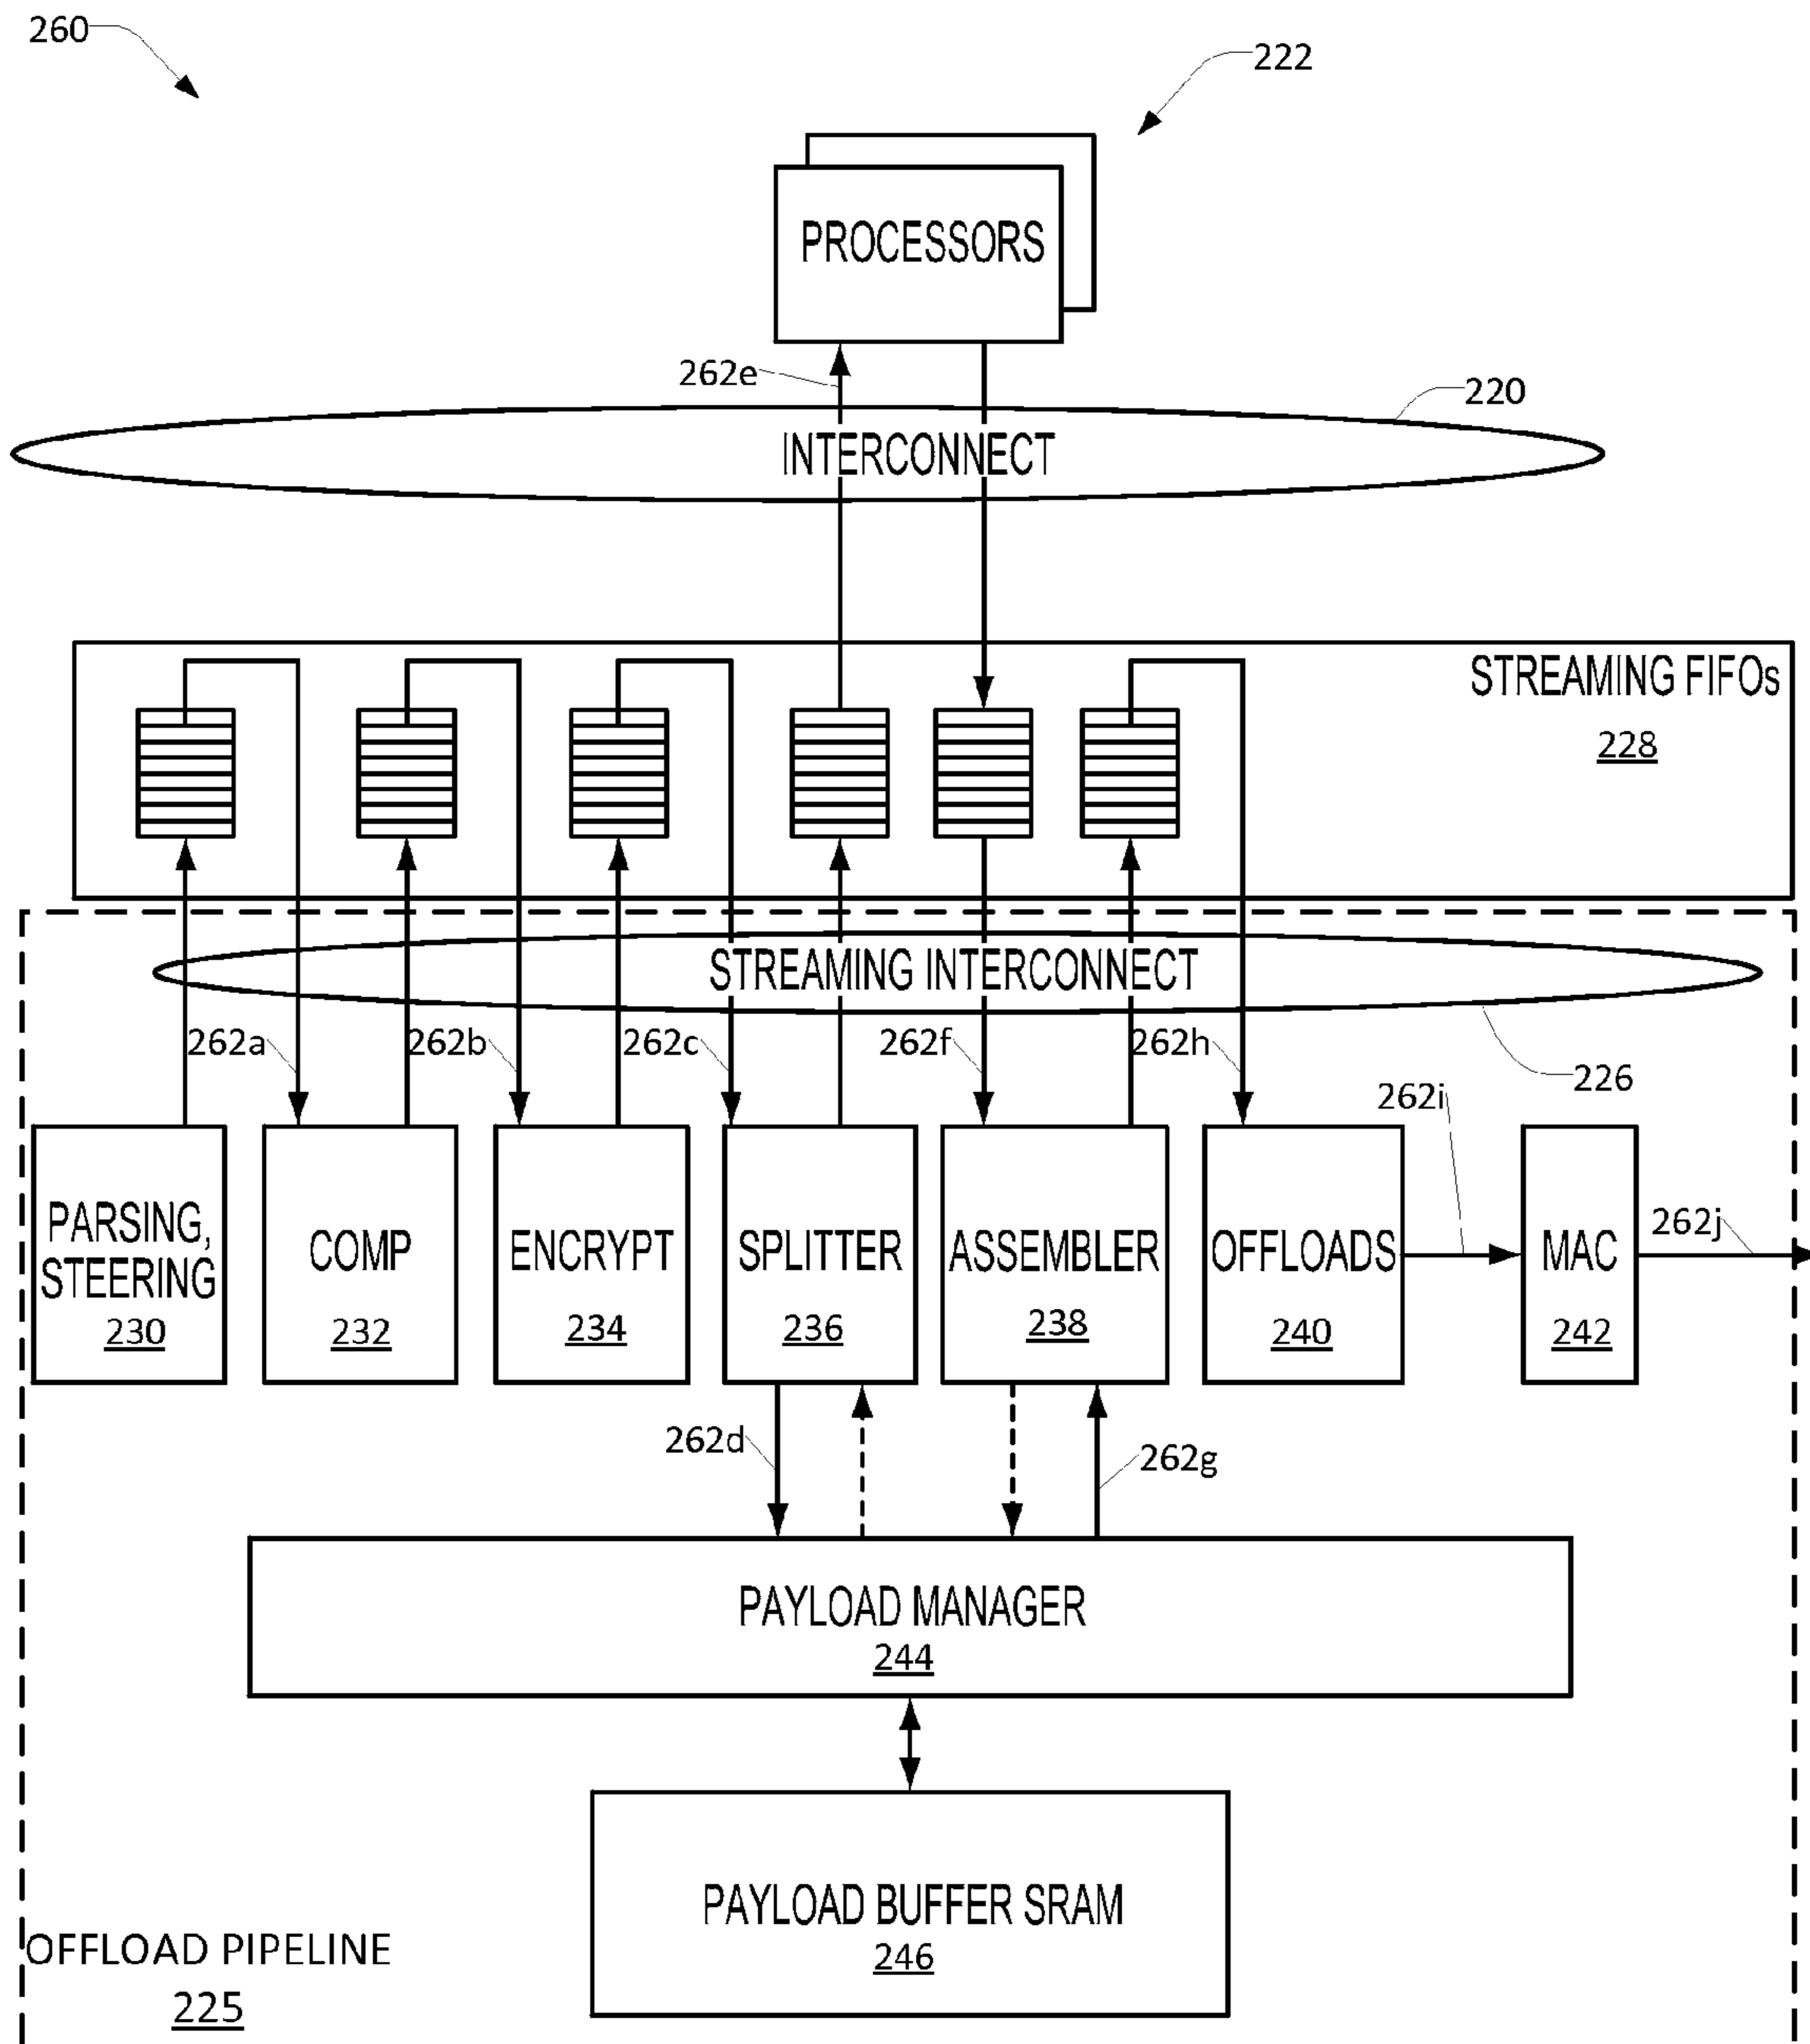 260
222
PROCESSORS
262e
220
INTERCONNECT
STREAMING FIFOs
228
STREAMING INTERCONNECT
262a
262b
262c
262f
262h
226
262i
262j
PARSING,
STEERING
230
COMP
232
ENCRYPT
234
SPLITTER
236
ASSEMBLER
238
OFFLOADS
240
MAC
242
262d
262g
PAYLOAD MANAGER
244
PAYLOAD BUFFER SRAM
246
OFFLOAD PIPELINE
225